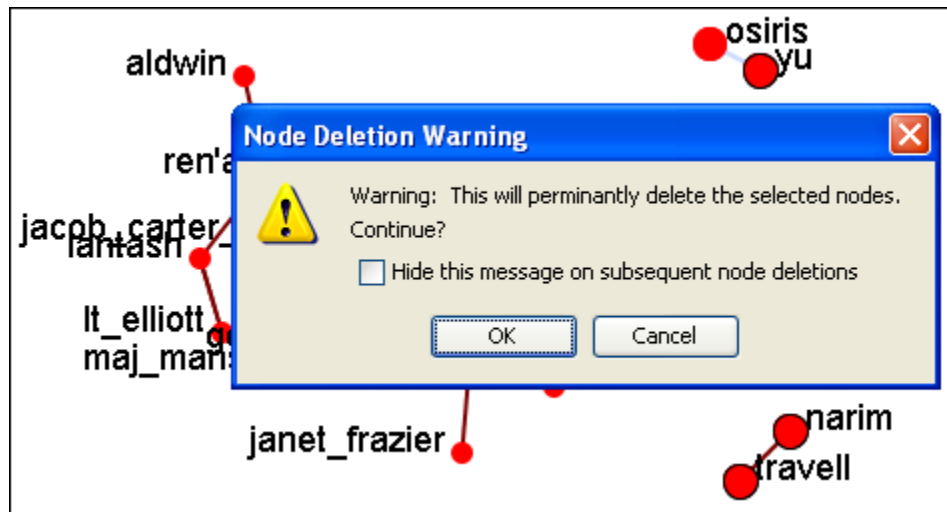 osiris
yu
aldwin
Node Deletion Warning
ren'a
Warning: This will perminantly delete the selected nodes.
Continue?
jacob_carter_
lantash
Hide this message on subsequent node deletions
lt_elliott
maj_mans
OK
Cancel
janet_frazier
narim
travell